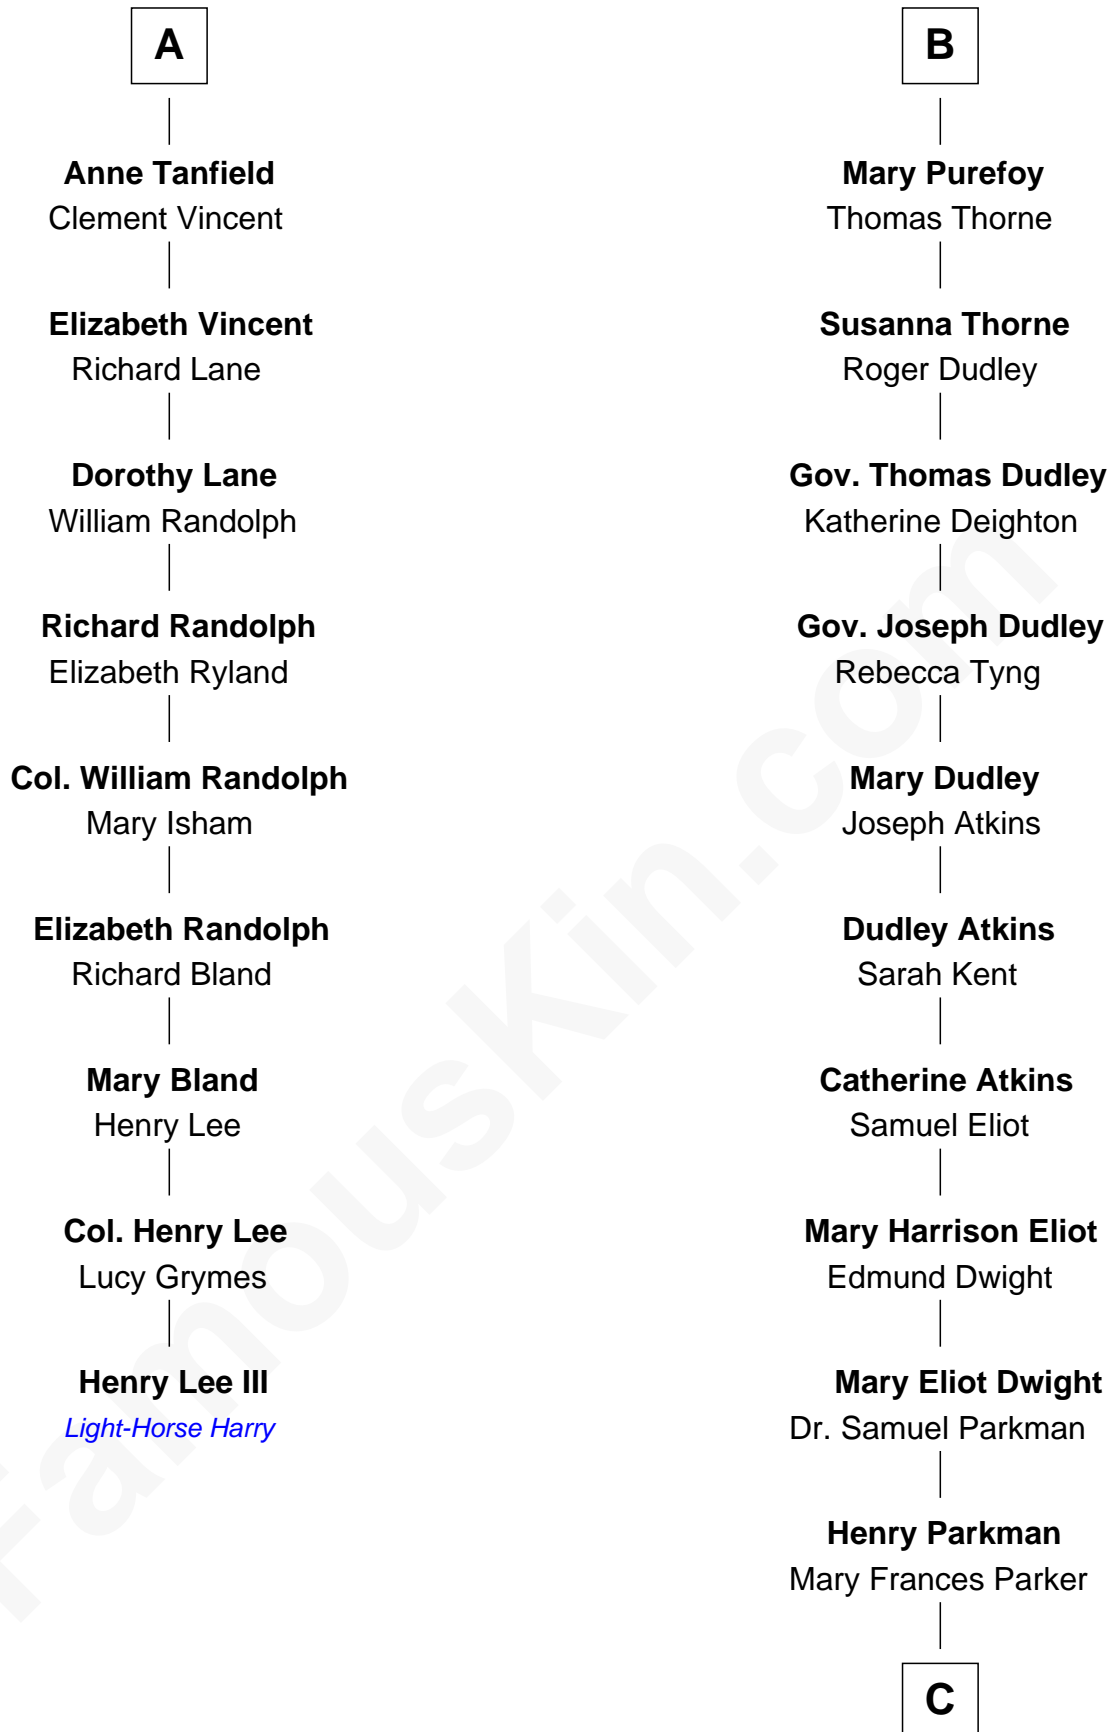 A
Anne Tanfield
Clement Vincent
Elizabeth Vincent
Richard Lane
Dorothy Lane
William Randolph
Richard Randolph
Elizabeth Ryland
Col. William Randolph
Mary Isham
Elizabeth Randolph
Richard Bland
Mary Bland
Henry Lee
Col. Henry Lee
Lucy Grymes
Henry Lee III
Light-Horse Harry
B
Mary Purefoy
Thomas Thorne
Susanna Thorne
Roger Dudley
Gov. Thomas Dudley
Katherine Deighton
Gov. Joseph Dudley
Rebecca Tyng
Mary Dudley
Joseph Atkins
Dudley Atkins
Sarah Kent
Catherine Atkins
Samuel Eliot
Mary Harrison Eliot
Edmund Dwight
Mary Eliot Dwight
Dr. Samuel Parkman
Henry Parkman
Mary Frances Parker
C
FamousKin.com